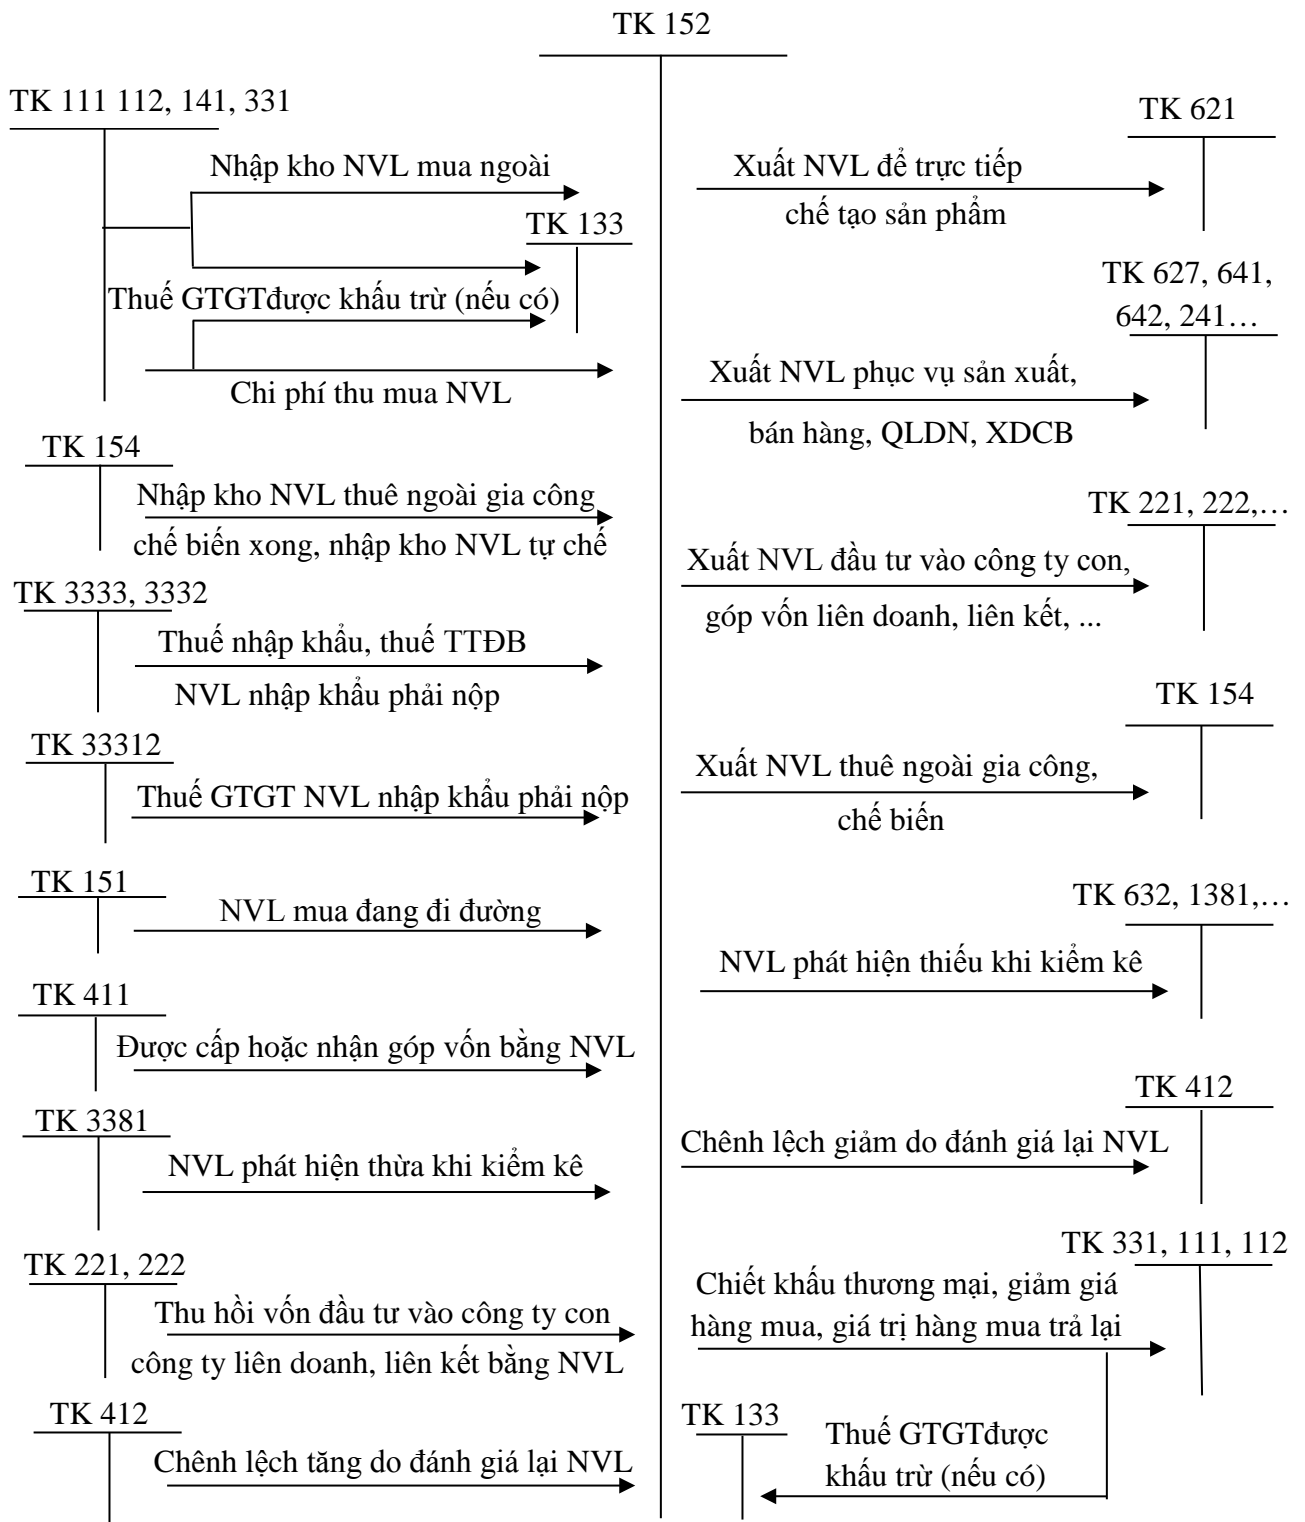 TK 152
TK 111 112, 141, 331
Nhập kho NVL mua ngoài
TK 133
Thuế GTGTđược khấu trừ (nếu có)
Chi phí thu mua NVL
TK 154
Nhập kho NVL thuê ngoài gia công
chế biến xong, nhập kho NVL tự chế
TK 3333, 3332
Thuế nhập khẩu, thuế TTĐB
NVL nhập khẩu phải nộp
TK 33312
Thuế GTGT NVL nhập khẩu phải nộp
TK 151
NVL mua đang đi đường
TK 411
Được cấp hoặc nhận góp vốn bằng NVL
TK 3381
NVL phát hiện thừa khi kiểm kê
TK 221, 222
Thu hồi vốn đầu tư vào công ty con
công ty liên doanh, liên kết bằng NVL
TK 412
Chênh lệch tăng do đánh giá lại NVL
TK 621
Xuất NVL để trực tiếp
chế tạo sản phẩm
TK 627, 641,
642, 241…
Xuất NVL phục vụ sản xuất,
bán hàng, QLDN, XDCB
TK 221, 222,…
Xuất NVL đầu tư vào công ty con,
góp vốn liên doanh, liên kết, ...
TK 154
Xuất NVL thuê ngoài gia công,
chế biến
TK 632, 1381,…
NVL phát hiện thiếu khi kiểm kê
TK 412
Chênh lệch giảm do đánh giá lại NVL
TK 331, 111, 112
Chiết khấu thương mại, giảm giá
hàng mua, giá trị hàng mua trả lại
TK 133
Thuế GTGTđược
khấu trừ (nếu có)